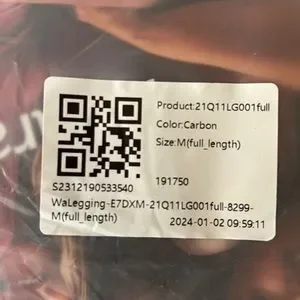 Product:21Q11LG001full
Color:Carbon
Size:M(full_length)
S2312190533540 191750
WaLegging-E7DXM-21Q11LG001full-8299-
M(full_length) 2024-01-02 09:59:11